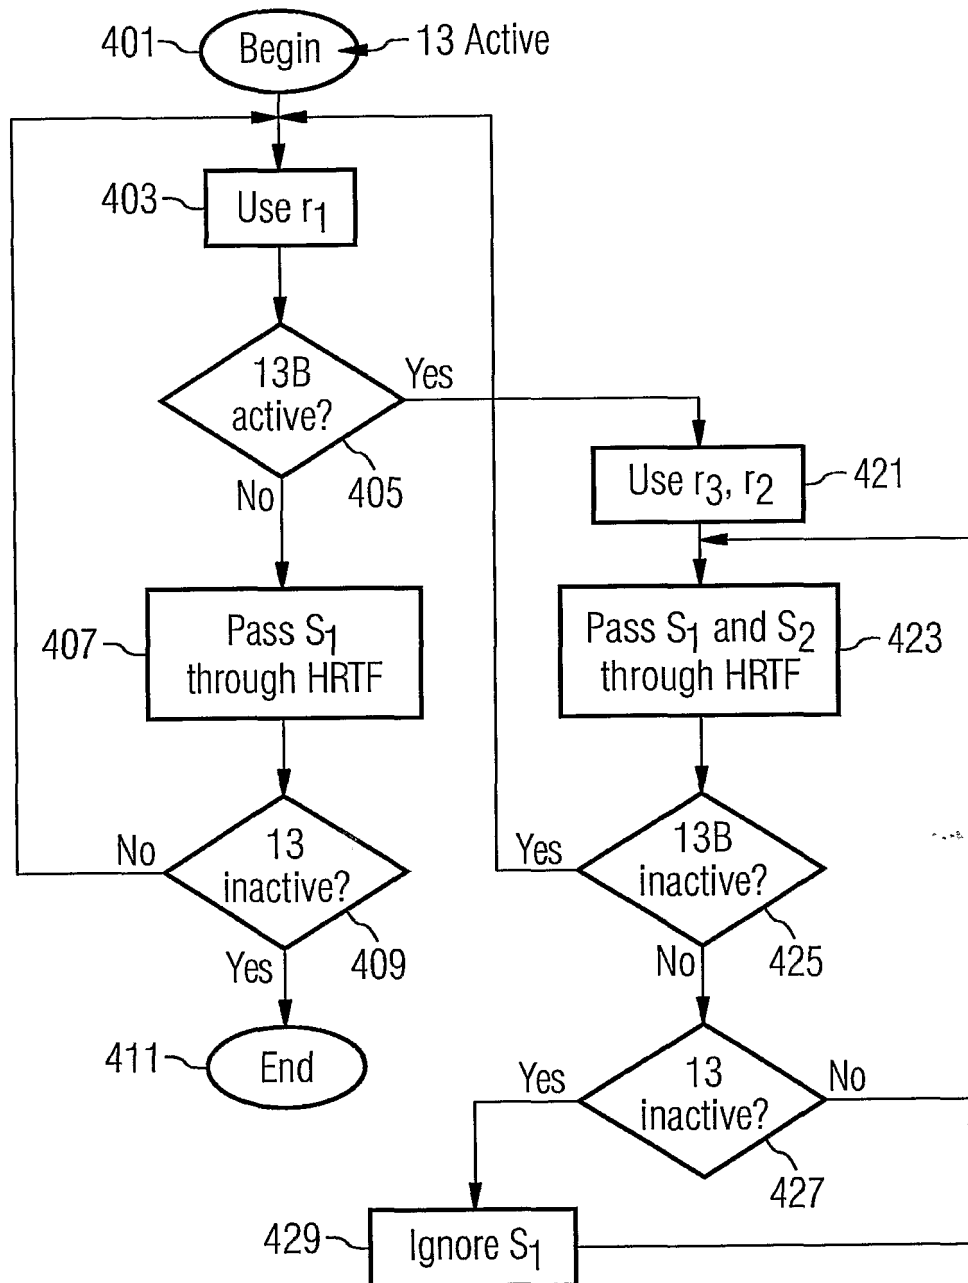 401
Begin
13 Active
403
Use r1
13B
active?
Yes
No
405
Use r3, r2
421
407
Pass S1
through HRTF
Pass S1 and S2
through HRTF
423
No
13
inactive?
Yes
409
Yes
13B
inactive?
No
425
411
End
Yes
13
inactive?
No
427
429
Ignore S1